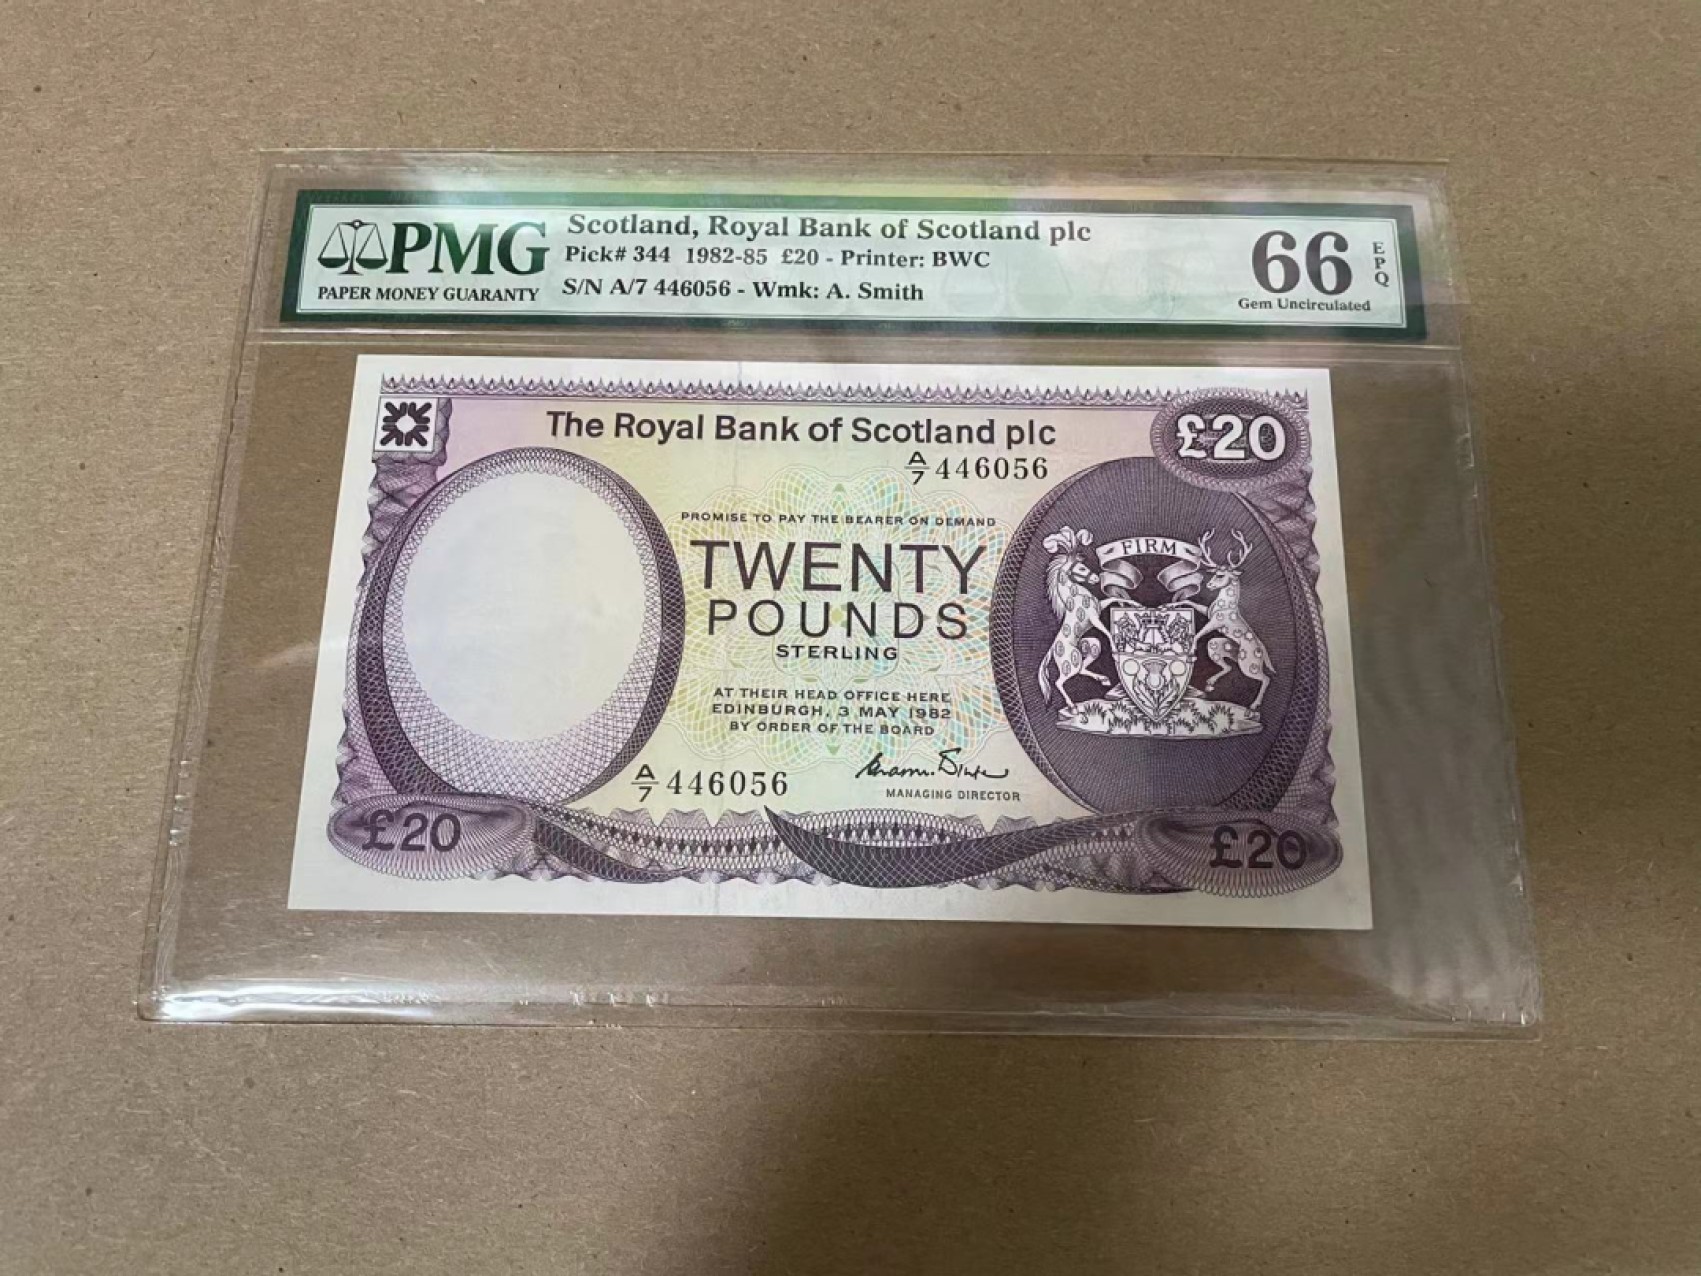 PMG
PAPER MONEY GUARANTY
Scotland, Royal Bank of Scotland plc
Pick# 344 1982-85 £20 - Printer: BWC
S/N A/7 446056 - Wmk: A. Smith
66 EPQ
Gem Uncirculated
The Royal Bank of Scotland plc
£20
A/7 446056
PROMISE TO PAY THE BEARER ON DEMAND
TWENTY
POUNDS
STERLING
FIRM
AT THEIR HEAD OFFICE HERE
EDINBURGH, 3 MAY 1982
BY ORDER OF THE BOARD
A/7 446056
MANAGING DIRECTOR
£20
£20